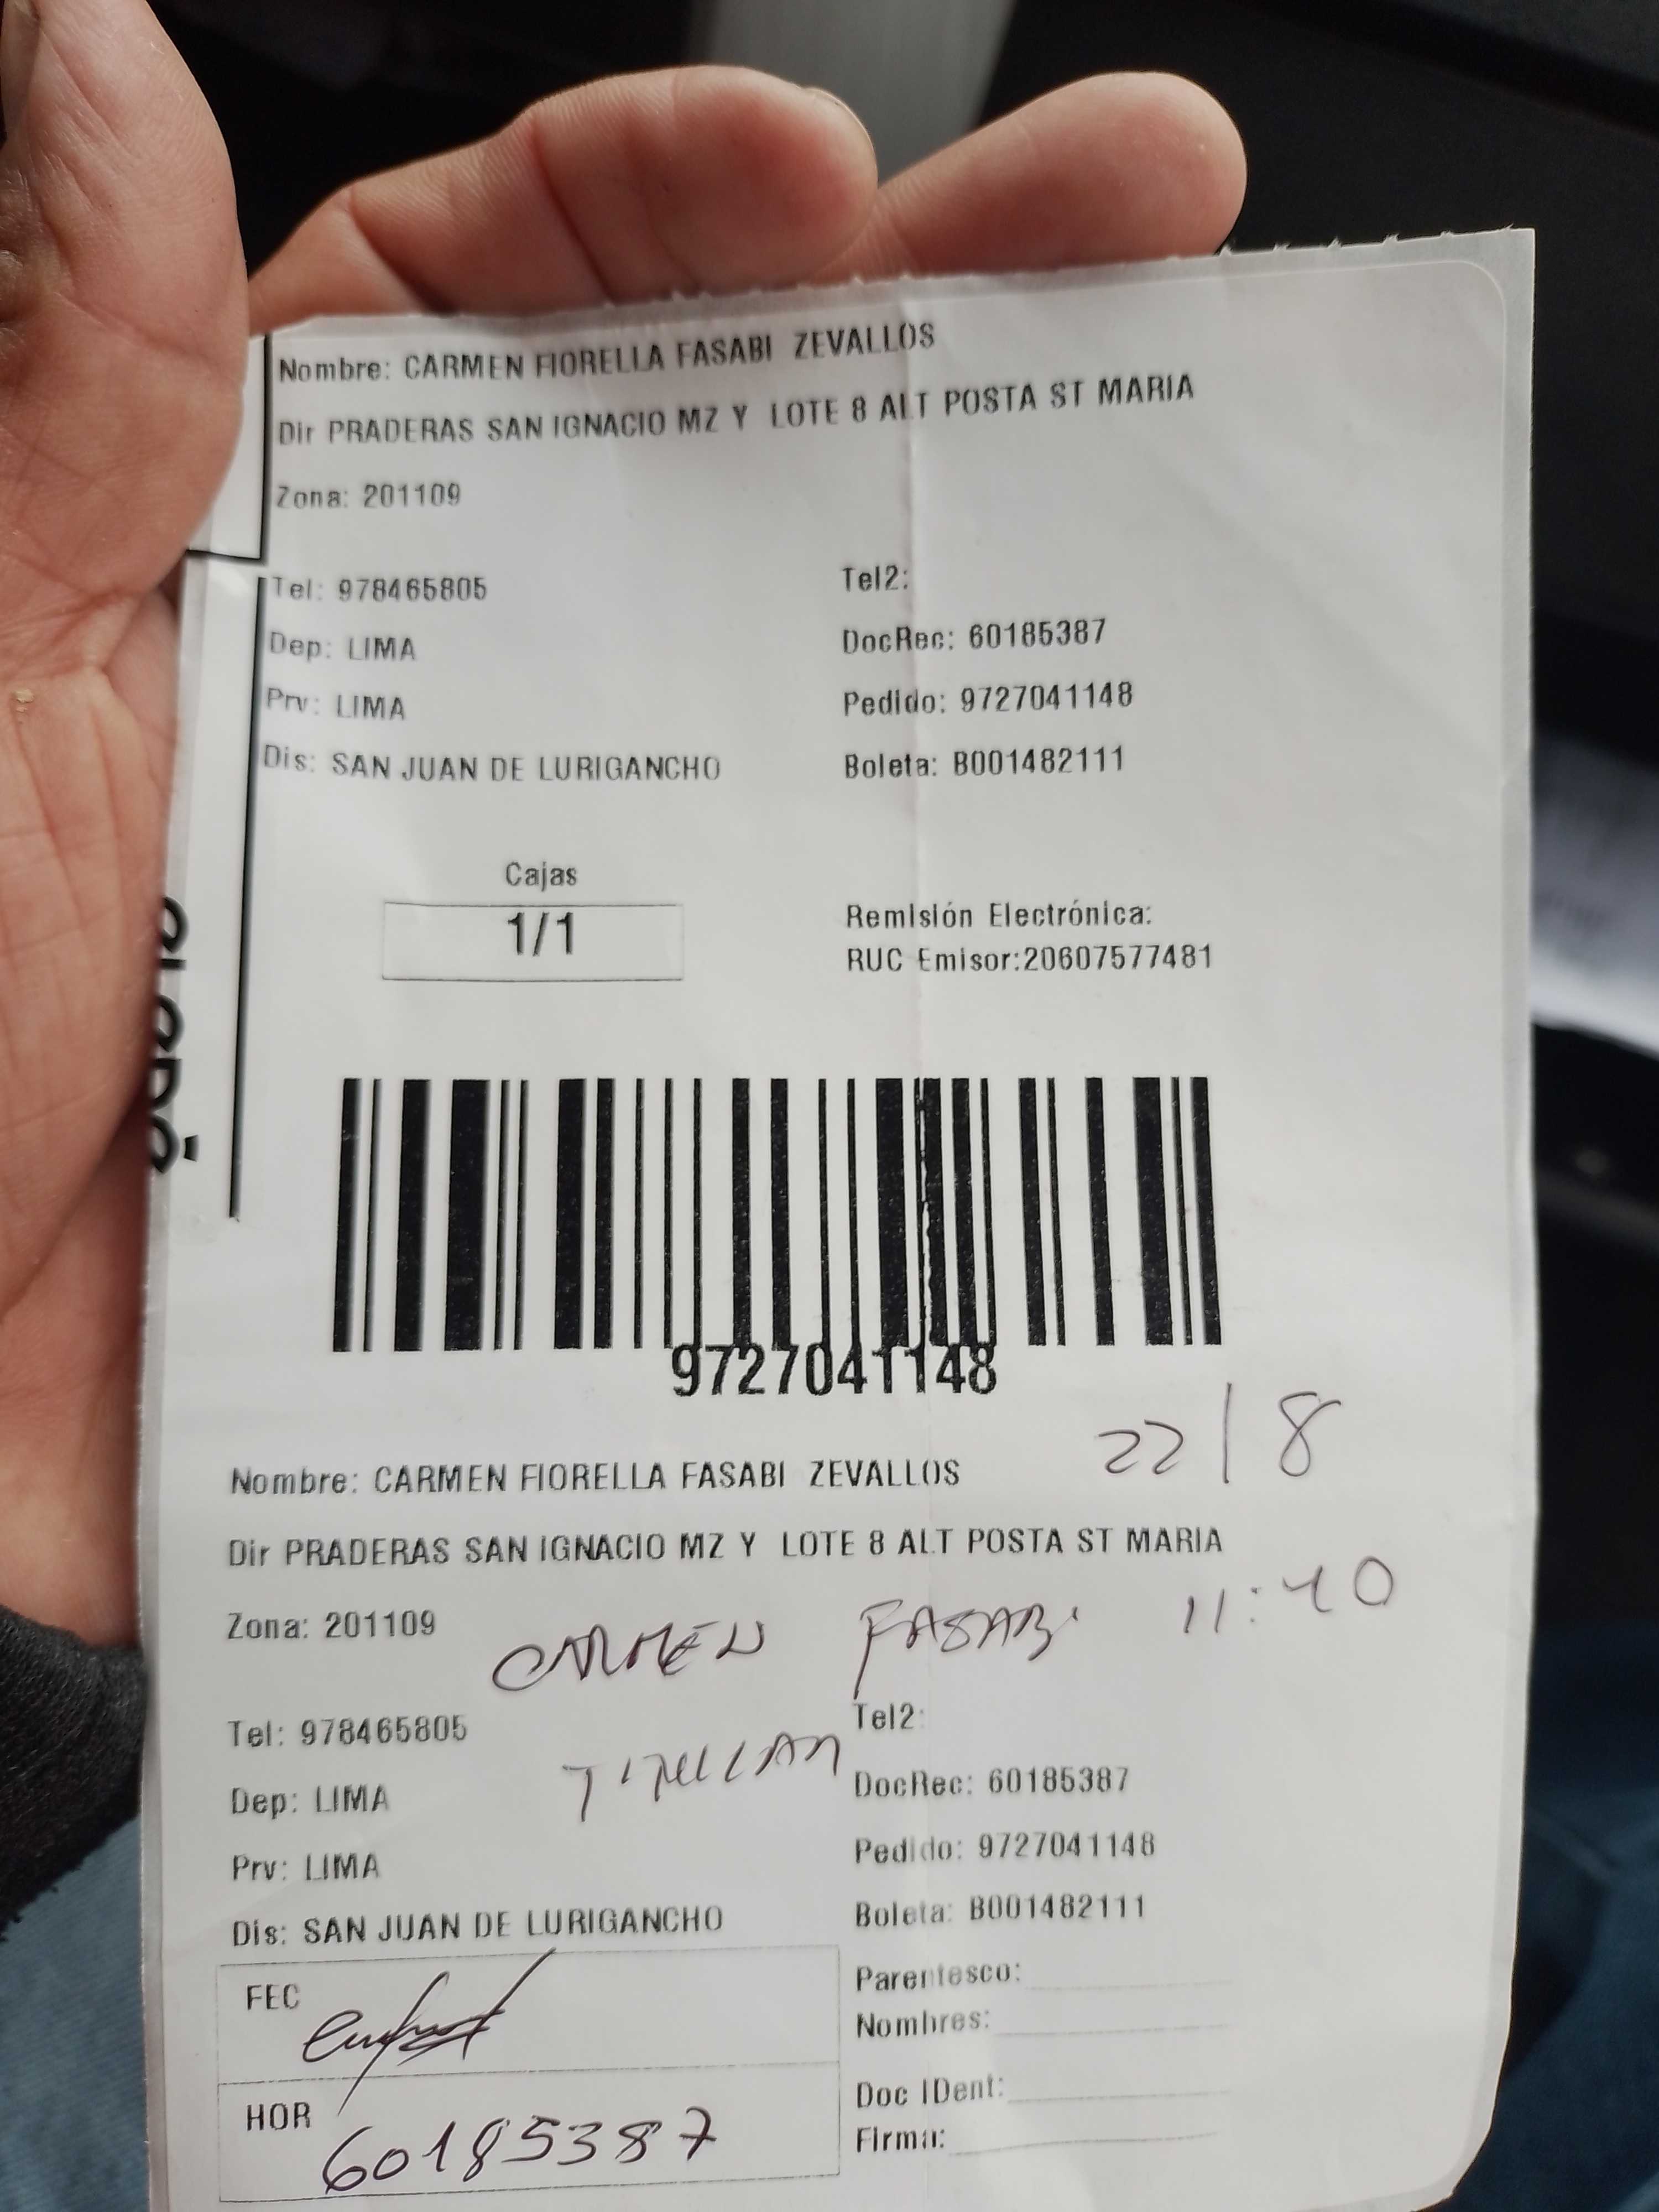 Nombre: CARMEN FIORELLA FASABI ZEVALLOS
Dir PRADERAS SAN IGNACIO MZ Y LOTE 8 ALT POSTA ST MARIA
Zona: 201109
Tel: 978465805
Tel2:
Dep: LIMA
DocRec: 60185387
Prv: LIMA
Pedido: 9727041148
Dis: SAN JUAN DE LURIGANCHO
Boleta: B001482111
Cajas
1/1
Remisión Electrónica:
RUC Emisor:20607577481
9727041148
22/8
Nombre: CARMEN FIORELLA FASABI ZEVALLOS
Dir PRADERAS SAN IGNACIO MZ Y LOTE 8 ALT POSTA ST MARIA
11:40
Zona: 201109
CARMEN FASABI
Tel: 978465805
Tel2:
Dep: LIMA
DocRec: 60185387
Prv: LIMA
Pedido: 9727041148
Dis: SAN JUAN DE LURIGANCHO
Boleta: B001482111
FEC
Parentesco:
Nombres:
HOR
60185387
Doc IDent:
Firma: